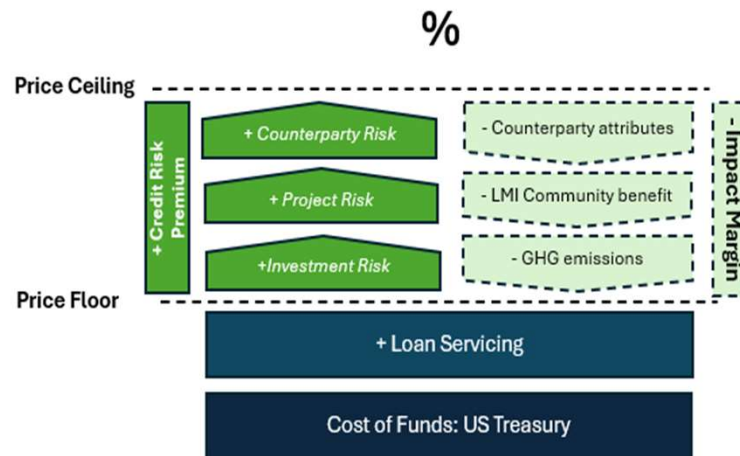 %
Price Ceiling
+ Credit Risk
Premium
+ Counterparty Risk
- Counterparty attributes
+ Project Risk
- LMI Community benefit
+Investment Risk
- GHG emissions
- Impact Margin
Price Floor
+ Loan Servicing
Cost of Funds: US Treasury